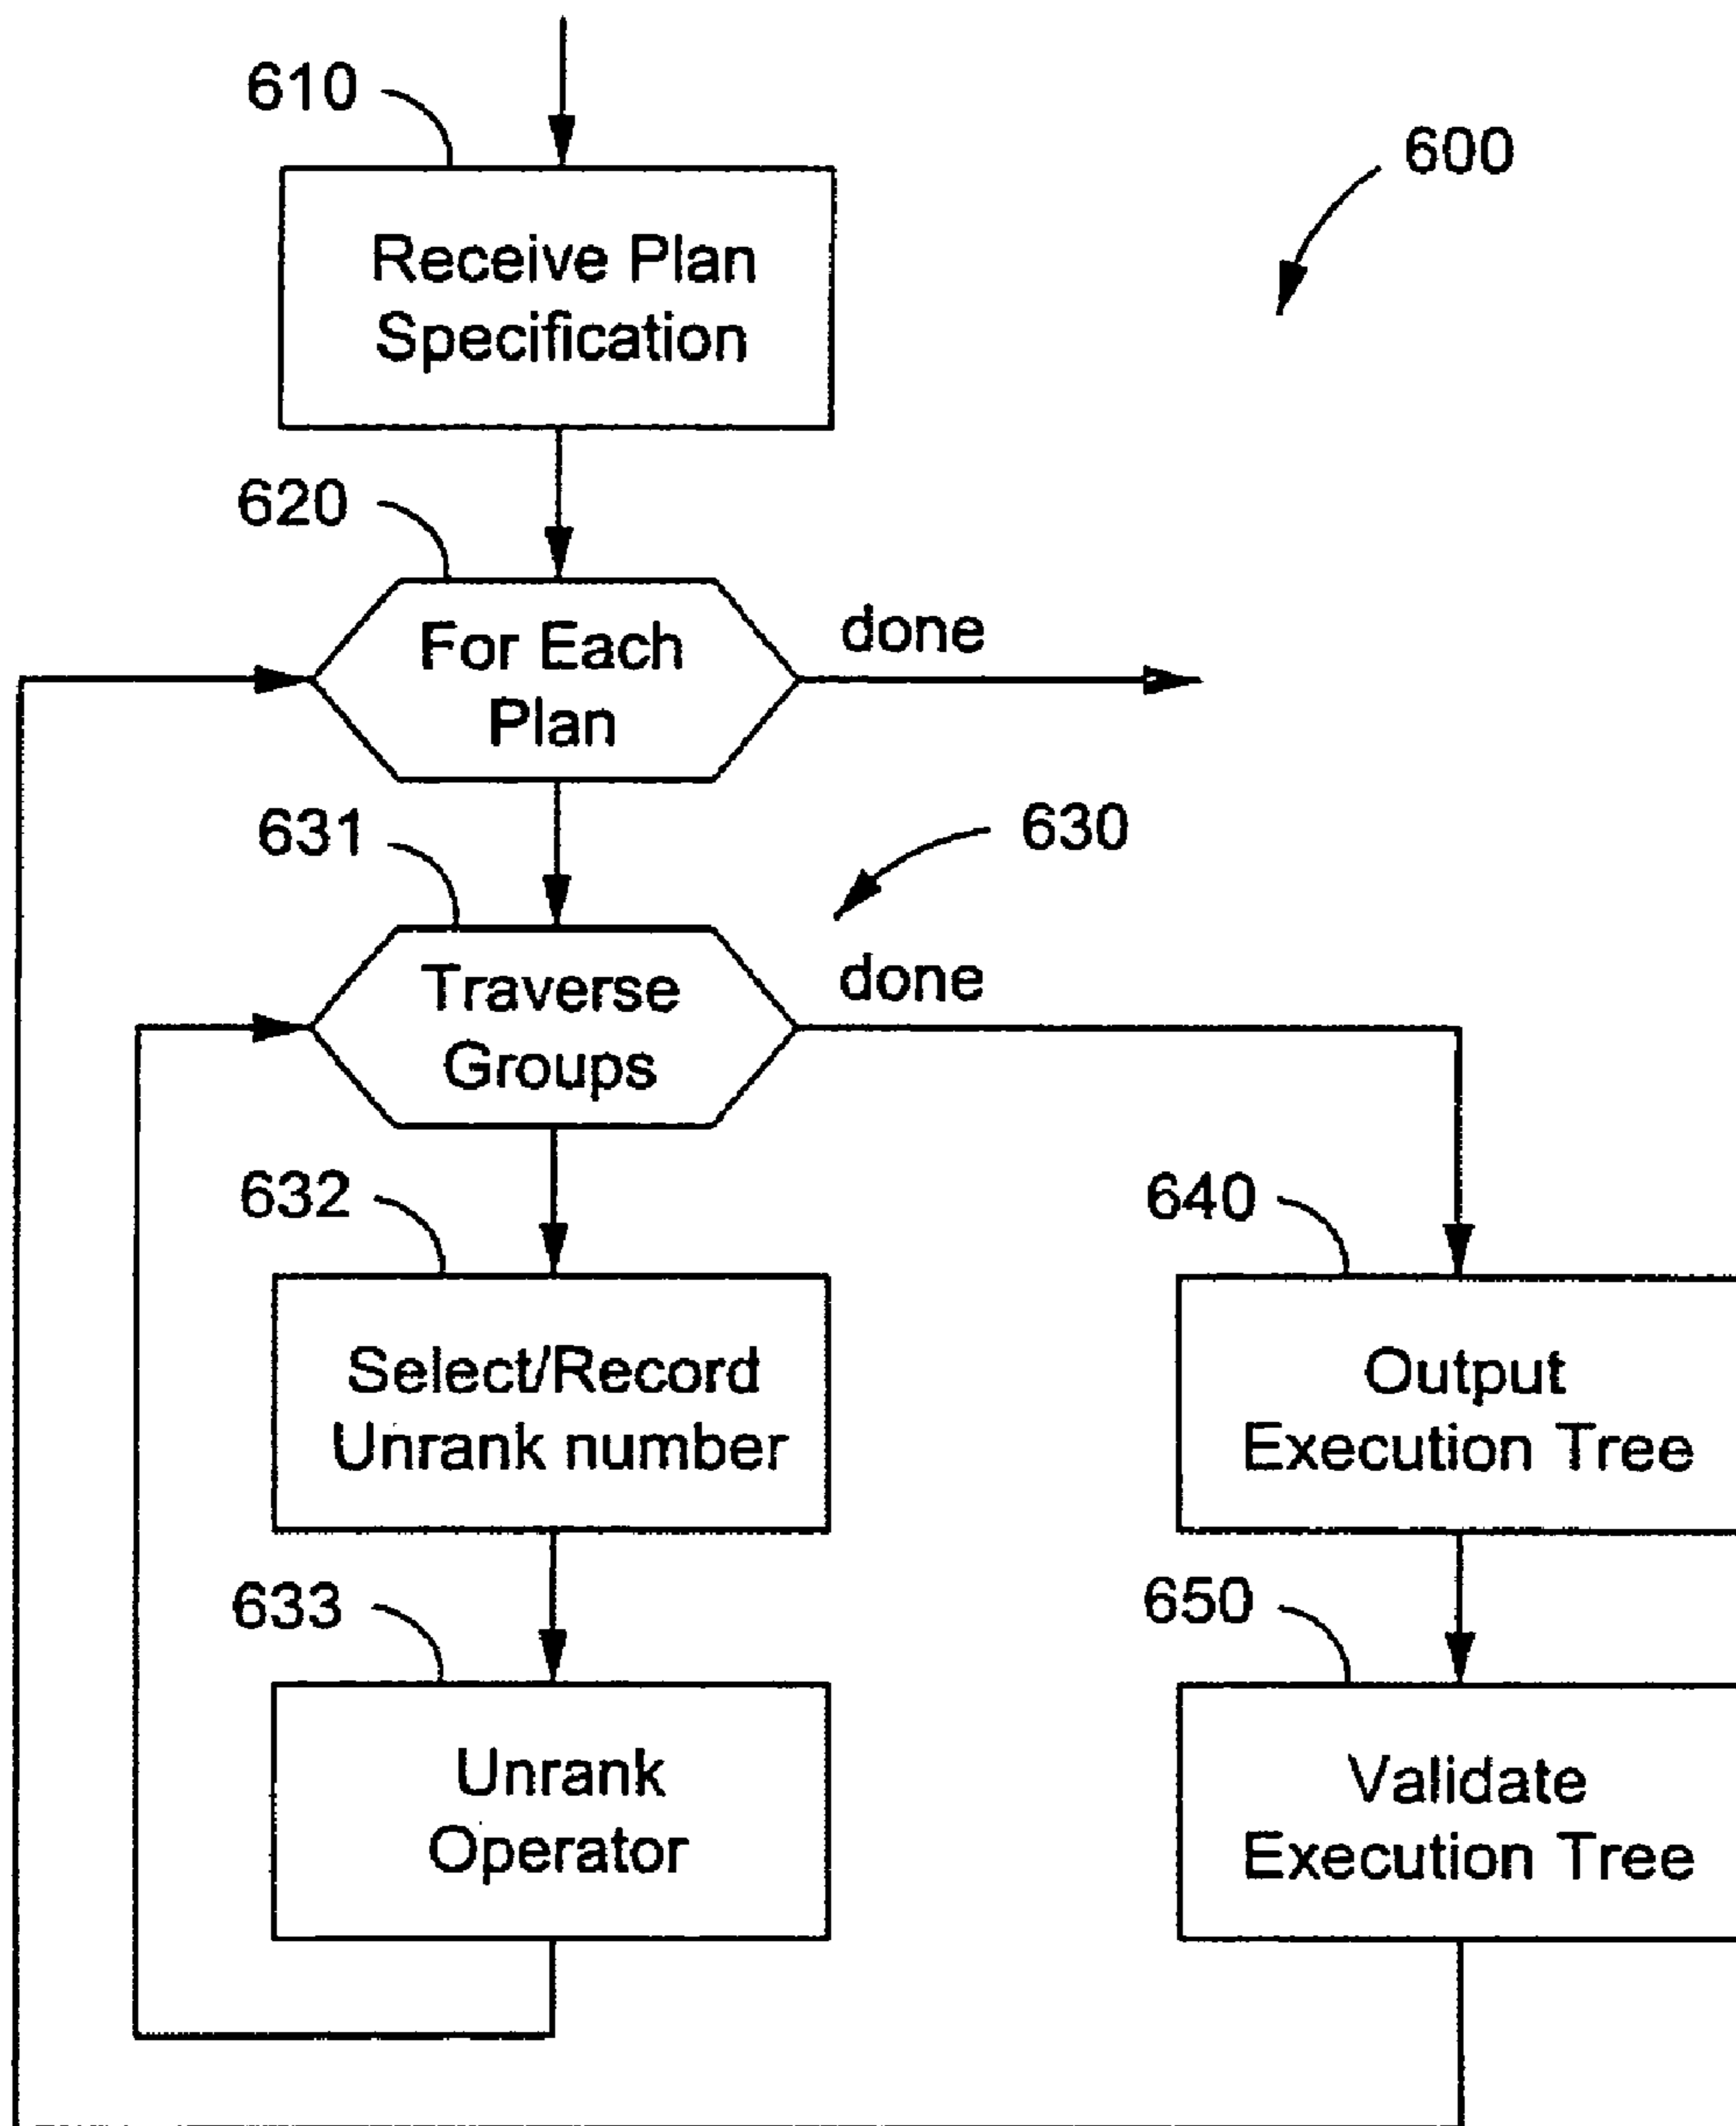 610
600
Receive Plan
Specification
620
For Each
Plan
done
631
630
Traverse
Groups
done
632
640
Select/Record
Unrank number
Output
Execution Tree
633
650
Unrank
Operator
Validate
Execution Tree